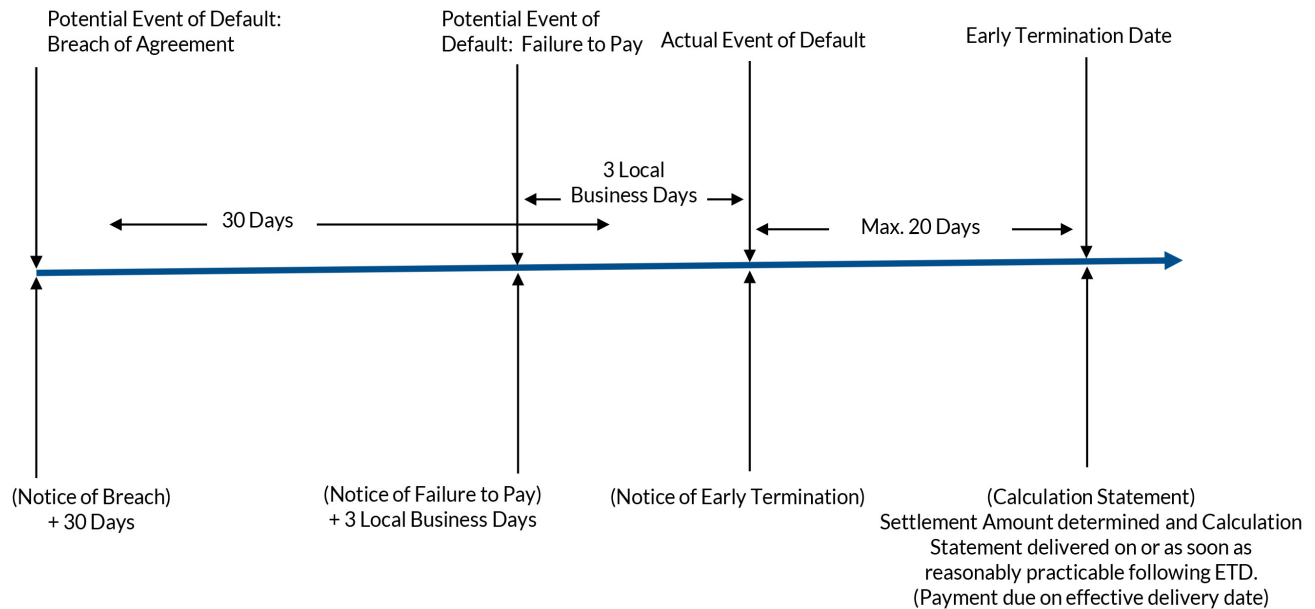 Potential Event of Default:
Breach of Agreement
Potential Event of
Default: Failure to Pay
Actual Event of Default
Early Termination Date
3 Local
Business Days
30 Days
Max. 20 Days
(Notice of Breach)
+ 30 Days
(Notice of Failure to Pay)
+ 3 Local Business Days
(Notice of Early Termination)
(Calculation Statement)
Settlement Amount determined and Calculation
Statement delivered on or as soon as
reasonably practicable following ETD.
(Payment due on effective delivery date)